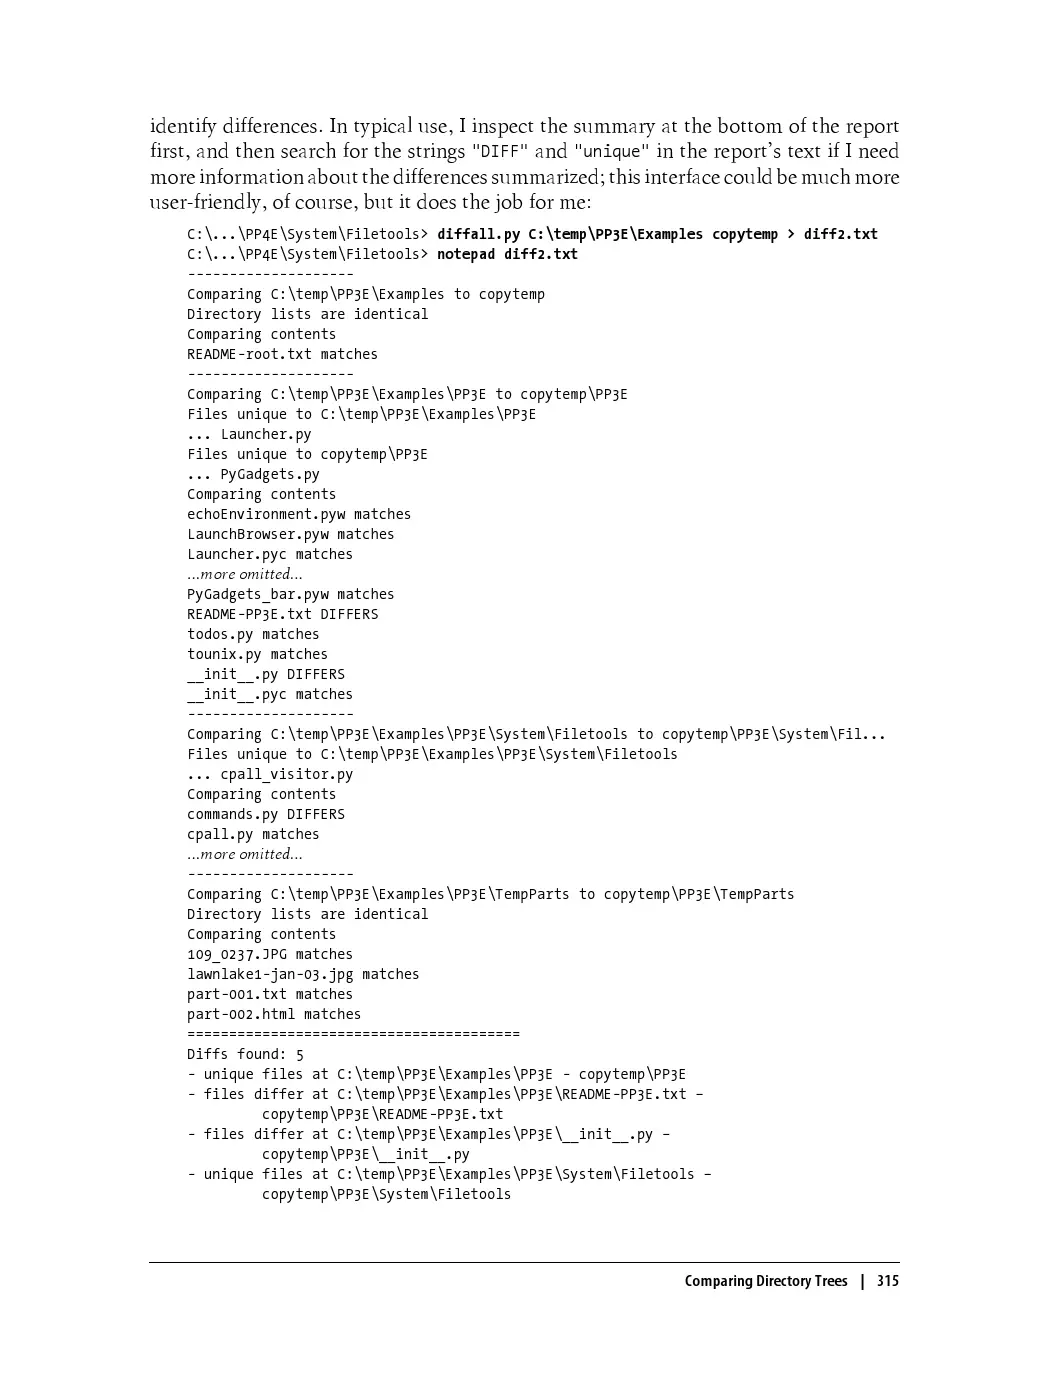 identify differences. In typical use, I inspect the summary at the bottom of the report
first, and then search for the strings "DIFF" and "unique" in the report’s text if I need
more information about the differences summarized; this interface could be much more
user-friendly, of course, but it does the job for me:
C:\...\PP4E\System\Filetools> diffall.py C:\temp\PP3E\Examples copytemp > diff2.txt
C:\...\PP4E\System\Filetools> notepad diff2.txt
--------------------
Comparing C:\temp\PP3E\Examples to copytemp
Directory lists are identical
Comparing contents
README-root.txt matches
--------------------
Comparing C:\temp\PP3E\Examples\PP3E to copytemp\PP3E
Files unique to C:\temp\PP3E\Examples\PP3E
... Launcher.py
Files unique to copytemp\PP3E
... PyGadgets.py
Comparing contents
echoEnvironment.pyw matches
LaunchBrowser.pyw matches
Launcher.pyc matches
...more omitted...
PyGadgets_bar.pyw matches
README-PP3E.txt DIFFERS
todos.py matches
tounix.py matches
__init__.py DIFFERS
__init__.pyc matches
--------------------
Comparing C:\temp\PP3E\Examples\PP3E\System\Filetools to copytemp\PP3E\System\Fil...
Files unique to C:\temp\PP3E\Examples\PP3E\System\Filetools
... cpall_visitor.py
Comparing contents
commands.py DIFFERS
cpall.py matches
...more omitted...
--------------------
Comparing C:\temp\PP3E\Examples\PP3E\TempParts to copytemp\PP3E\TempParts
Directory lists are identical
Comparing contents
109_0237.JPG matches
lawnlake1-jan-03.jpg matches
part-001.txt matches
part-002.html matches
========================================
Diffs found: 5
- unique files at C:\temp\PP3E\Examples\PP3E - copytemp\PP3E
- files differ at C:\temp\PP3E\Examples\PP3E\README-PP3E.txt –
copytemp\PP3E\README-PP3E.txt
- files differ at C:\temp\PP3E\Examples\PP3E\__init__.py –
copytemp\PP3E\__init__.py
- unique files at C:\temp\PP3E\Examples\PP3E\System\Filetools –
copytemp\PP3E\System\Filetools
Comparing Directory Trees | 315